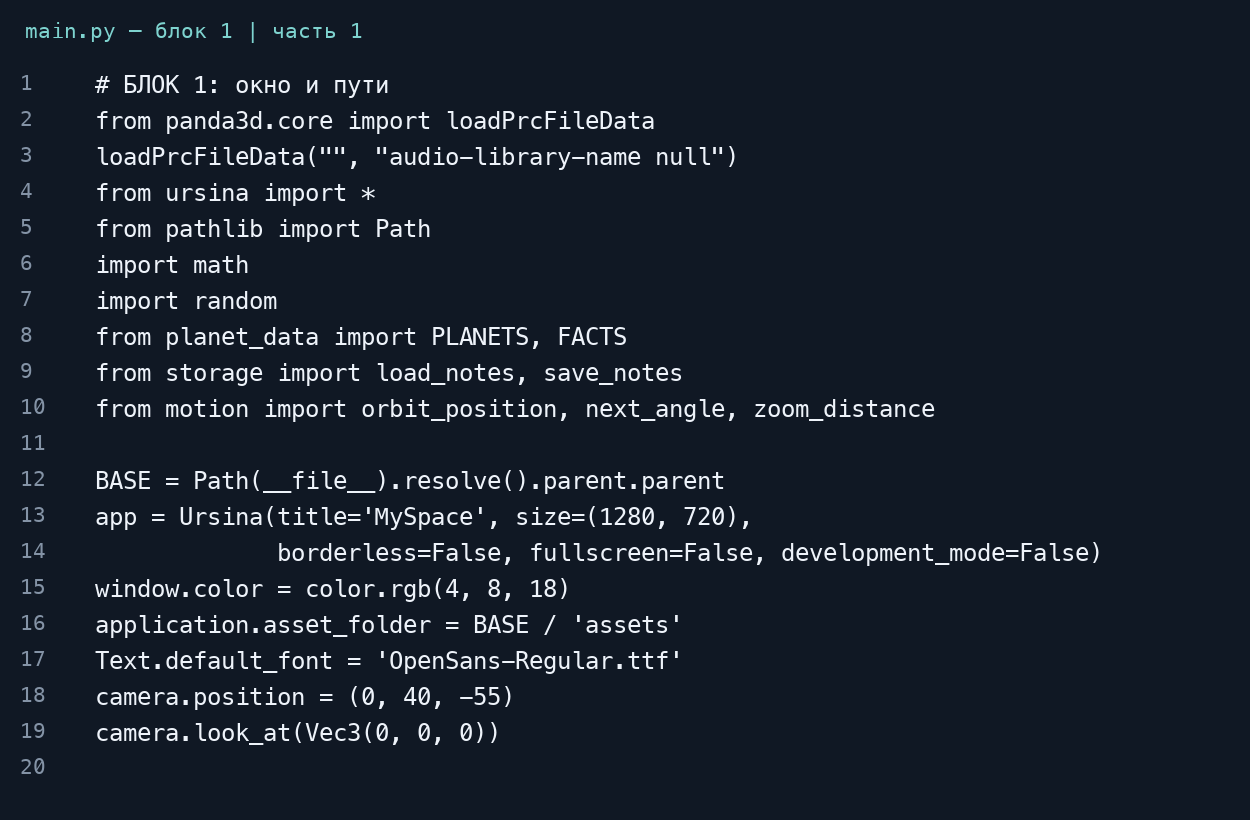 main.py — блок 1 | часть 1
1 # БЛОК 1: окно и пути
2 from panda3d.core import loadPrcFileData
3 loadPrcFileData("", "audio-library-name null")
4 from ursina import *
5 from pathlib import Path
6 import math
7 import random
8 from planet_data import PLANETS, FACTS
9 from storage import load_notes, save_notes
10 from motion import orbit_position, next_angle, zoom_distance
11
12 BASE = Path(__file__).resolve().parent.parent
13 app = Ursina(title='MySpace', size=(1280, 720),
14              borderless=False, fullscreen=False, development_mode=False)
15 window.color = color.rgb(4, 8, 18)
16 application.asset_folder = BASE / 'assets'
17 Text.default_font = 'OpenSans-Regular.ttf'
18 camera.position = (0, 40, -55)
19 camera.look_at(Vec3(0, 0, 0))
20